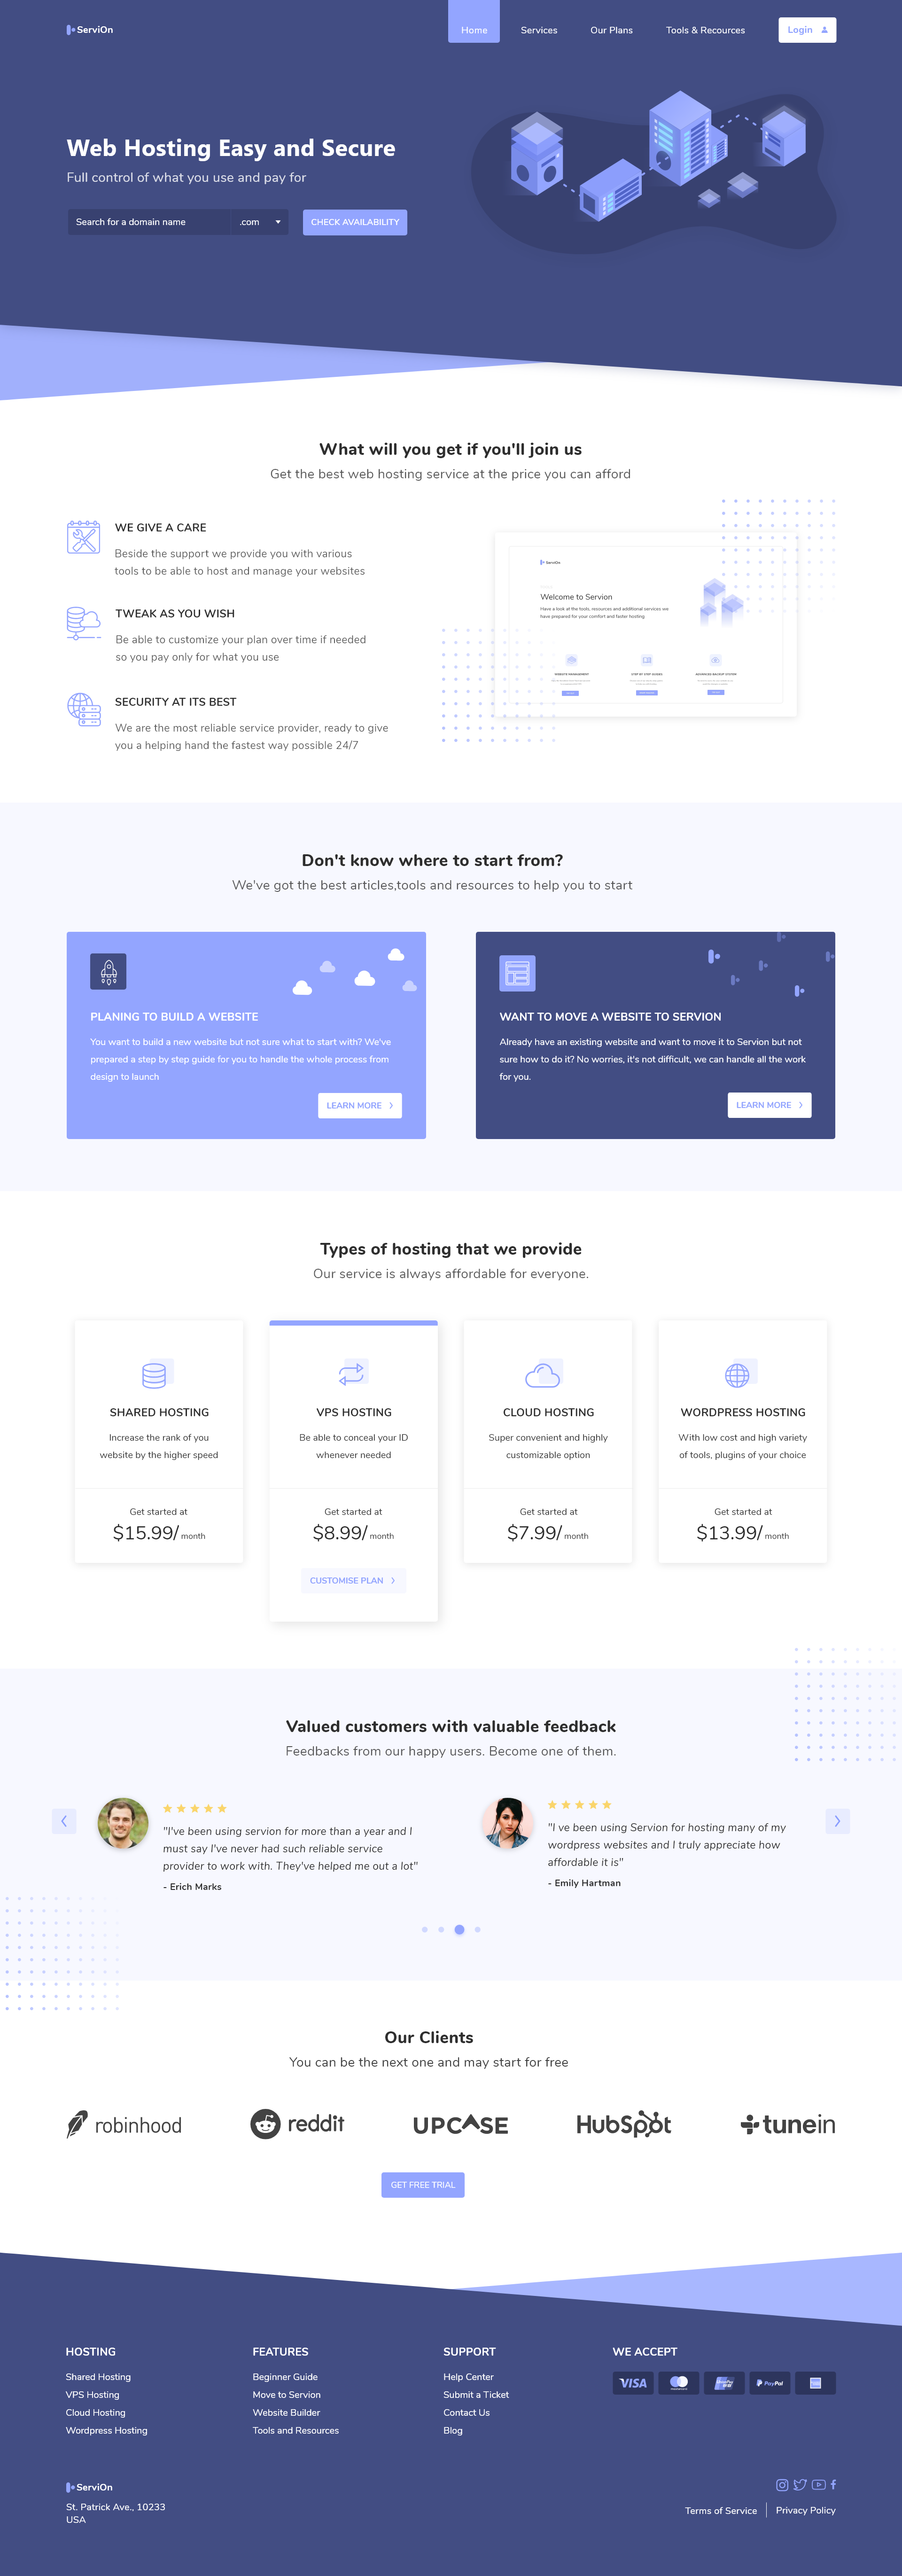 ServiOn
Home
Services
Our Plans
Tools & Recources
Login
Web Hosting Easy and Secure
Full control of what you use and pay for
Search for a domain name
.com
CHECK AVAILABILITY
What will you get if you'll join us
Get the best web hosting service at the price you can afford
WE GIVE A CARE
Beside the support we provide you with various
tools to be able to host and manage your websites
TWEAK AS YOU WISH
Be able to customize your plan over time if needed
so you pay only for what you use
SECURITY AT ITS BEST
We are the most reliable service provider, ready to give
you a helping hand the fastest way possible 24/7
ServiOn
Welcome to Servion
Have a look at the tools, resources and additional services we
have prepared for your comfort and faster hosting
WEBSITE MANAGEMENT
STEP BY STEP GUIDES
ADVANCED BACKUP SYSTEM
Don't know where to start from?
We've got the best articles,tools and resources to help you to start
PLANING TO BUILD A WEBSITE
You want to build a new website but not sure what to start with? We've
prepared a step by step guide for you to handle the whole process from
design to launch
LEARN MORE
WANT TO MOVE A WEBSITE TO SERVION
Already have an existing website and want to move it to Servion but not
sure how to do it? No worries, it's not difficult, we can handle all the work
for you.
LEARN MORE
Types of hosting that we provide
Our service is always affordable for everyone.
SHARED HOSTING
Increase the rank of you
website by the higher speed
Get started at
$15.99/ month
VPS HOSTING
Be able to conceal your ID
whenever needed
Get started at
$8.99/ month
CUSTOMISE PLAN
CLOUD HOSTING
Super convenient and highly
customizable option
Get started at
$7.99/ month
WORDPRESS HOSTING
With low cost and high variety
of tools, plugins of your choice
Get started at
$13.99/ month
Valued customers with valuable feedback
Feedbacks from our happy users. Become one of them.
"I've been using servion for more than a year and I
must say I've never had such reliable service
provider to work with. They've helped me out a lot"
- Erich Marks
"I ve been using Servion for hosting many of my
wordpress websites and I truly appreciate how
affordable it is"
- Emily Hartman
Our Clients
You can be the next one and may start for free
robinhood
reddit
UPCASE
HubSpot
tunein
GET FREE TRIAL
HOSTING
Shared Hosting
VPS Hosting
Cloud Hosting
Wordpress Hosting
FEATURES
Beginner Guide
Move to Servion
Website Builder
Tools and Resources
SUPPORT
Help Center
Submit a Ticket
Contact Us
Blog
WE ACCEPT
VISA
PayPal
ServiOn
St. Patrick Ave., 10233
USA
Terms of Service
Privacy Policy